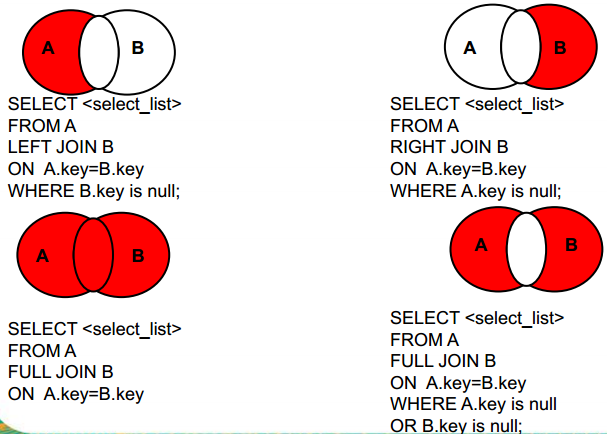 A B
SELECT <select_list>
FROM A
LEFT JOIN B
ON A.key=B.key
WHERE B.key is null;
A B
SELECT <select_list>
FROM A
RIGHT JOIN B
ON A.key=B.key
WHERE A.key is null;
A B
SELECT <select_list>
FROM A
FULL JOIN B
ON A.key=B.key
A B
SELECT <select_list>
FROM A
FULL JOIN B
ON A.key=B.key
WHERE A.key is null
OR B.key is null;